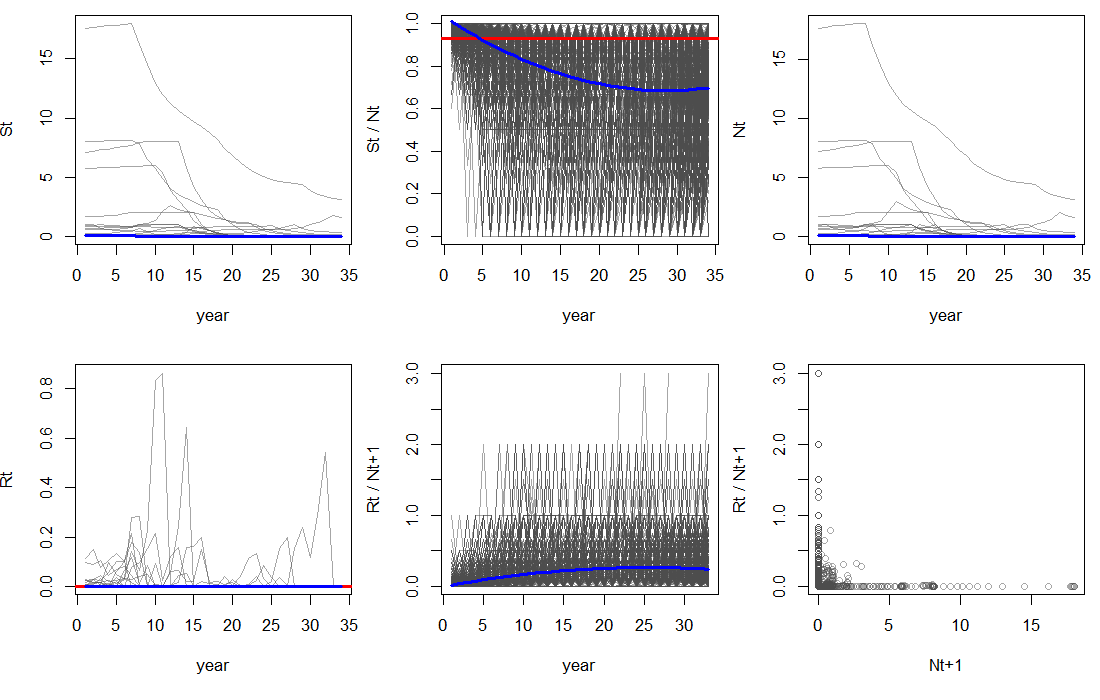 St
0 5 10 15
0 5 10 15 20 25 30 35
year
St / Nt
0.0 0.2 0.4 0.6 0.8 1.0
0 5 10 15 20 25 30 35
year
Nt
0 5 10 15
0 5 10 15 20 25 30 35
year
Rt
0.0 0.2 0.4 0.6 0.8
0 5 10 15 20 25 30 35
year
Rt / Nt+1
0.0 1.0 2.0 3.0
0 5 10 15 20 25 30
year
Rt / Nt+1
0.0 1.0 2.0 3.0
0 5 10 15
Nt+1